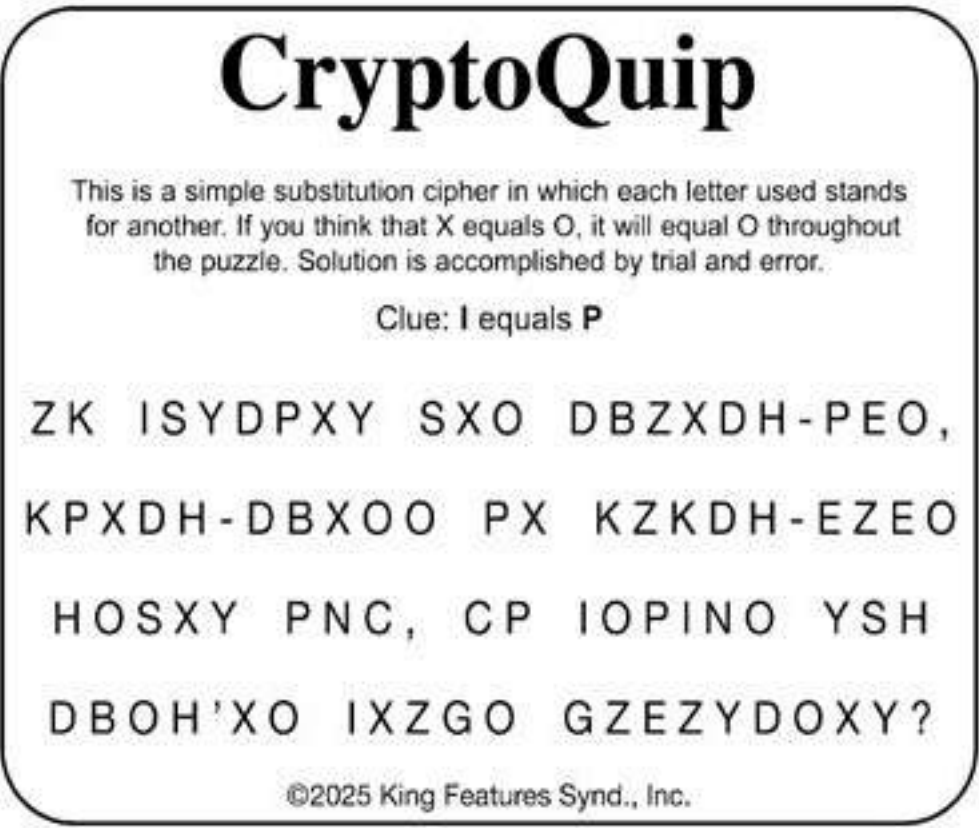 CryptoQuip
This is a simple substitution cipher in which each letter used stands
for another. If you think that X equals O, it will equal O throughout
the puzzle. Solution is accomplished by trial and error.
Clue: I equals P
ZK ISYDPXY SXO DBZXDH-PEO,
KPXDH-DBXOO PX KZKDH-EZEO
HOSXY PNC, CP IOPINO YSH
DBOH'XO IXZGO GZEZYDOXY?
©2025 King Features Synd., Inc.